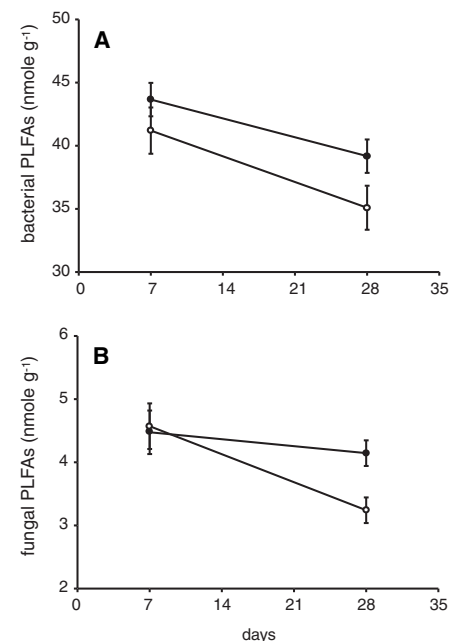 A
bacterial PLFAs (nmole g-1)
50
45
40
35
30
0 7 14 21 28 35
B
fungal PLFAs (nmole g-1)
6
5
4
3
2
0 7 14 21 28 35
days